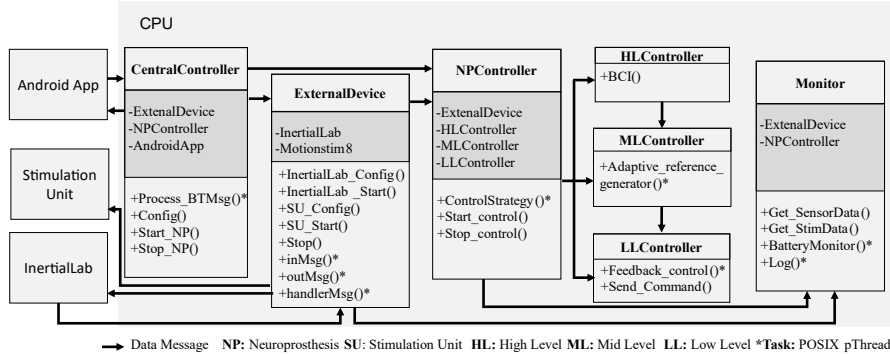 CPU
Android App
Stimulation
Unit
InertialLab
CentralController
-ExtenalDevice
-NPController
-AndroidApp
+Process_BTMsg()*
+Config()
+Start_NP()
+Stop_NP()
ExternalDevice
-InertialLab
-Motionstim8
+InertialLab_Config()
+InertialLab _Start()
+SU_Config()
+SU_Start()
+Stop()
+inMsg()*
+outMsg()*
+handlerMsg()*
NPController
-ExtenalDevice
-HLController
-MLController
-LLController
+ControlStrategy()*
+Start_control()
+Stop_control()
HLController
+BCI()
MLController
+Adaptive_reference_
generator()*
LLController
+Feedback_control()*
+Send_Command()
Monitor
-ExtenalDevice
-NPController
+Get_SensorData()
+Get_StimData()
+BatteryMonitor()*
+Log()*
Data Message NP: Neuroprosthesis SU: Stimulation Unit HL: High Level ML: Mid Level LL: Low Level *Task: POSIX pThread